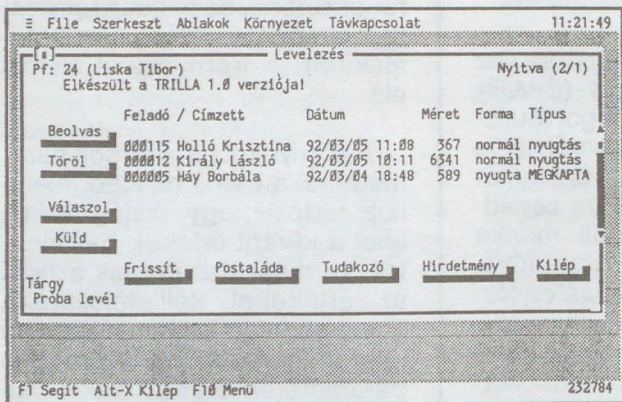 ≡ File Szerkeszt Ablakok Környezet Távkapcsolat 11:21:49
Levelezés
Pf: 24 (Liska Tibor) Nyitva (2/1)
Elkészült a TRILLA 1.0 verziója!
Feladó / Címzett Dátum Méret Forma Típus
Beolvas
000115 Holló Krisztina 92/03/05 11:08 367 normál nyugtás
Töröl
000012 Király László 92/03/05 10:11 6341 normál nyugtás
000005 Háy Borbála 92/03/04 18:48 589 nyugta MEGKAPTA
Válaszol
Küld
Frissít Postaláda Tudakozó Hirdetmény Kilép
Tárgy
Próba levél
F1 Segít Alt-X Kilép F10 Menü 232784